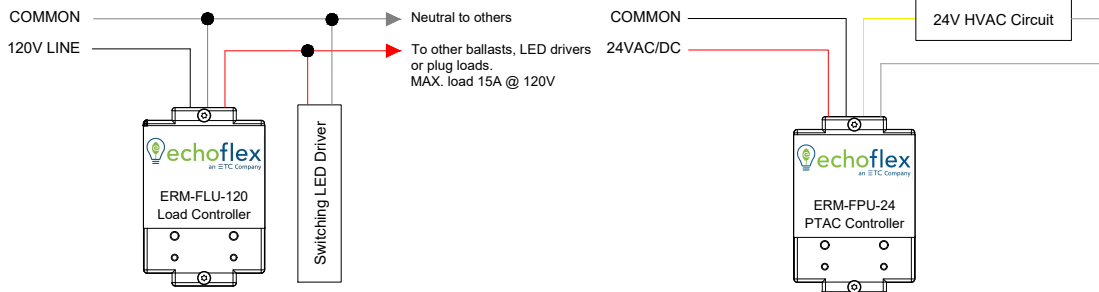 COMMON
120V LINE
Neutral to others
To other ballasts, LED drivers
or plug loads.
MAX. load 15A @ 120V
echoflex
an ETC Company
ERM-FLU-120
Load Controller
Switching LED Driver
COMMON
24VAC/DC
24V HVAC Circuit
echoflex
an ETC Company
ERM-FPU-24
PTAC Controller